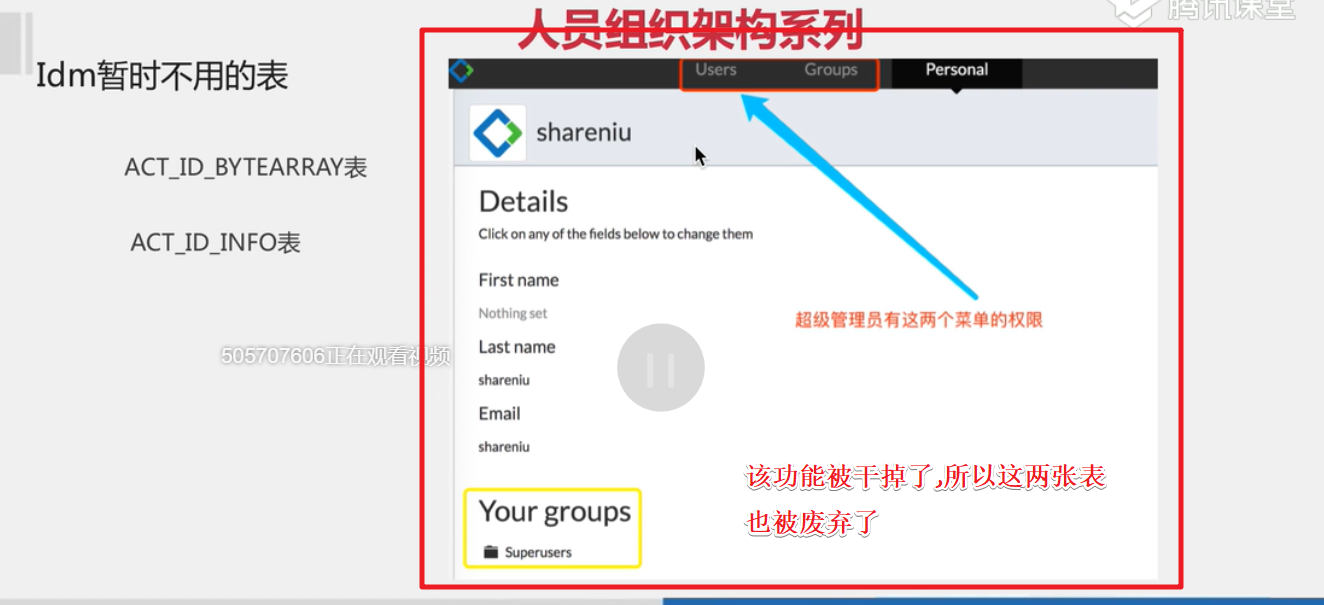 腾讯课堂
人员组织架构系列
Idm暂时不用的表
Users
Groups
Personal
shareniu
ACT_ID_BYTEARRAY表
Details
Click on any of the fields below to change them
ACT_ID_INFO表
First name
Nothing set
超级管理员有这两个菜单的权限
Last name
505707606正在观看视频
shareniu
Email
shareniu
该功能被干掉了,所以这两张表
也被废弃了
Your groups
Superusers